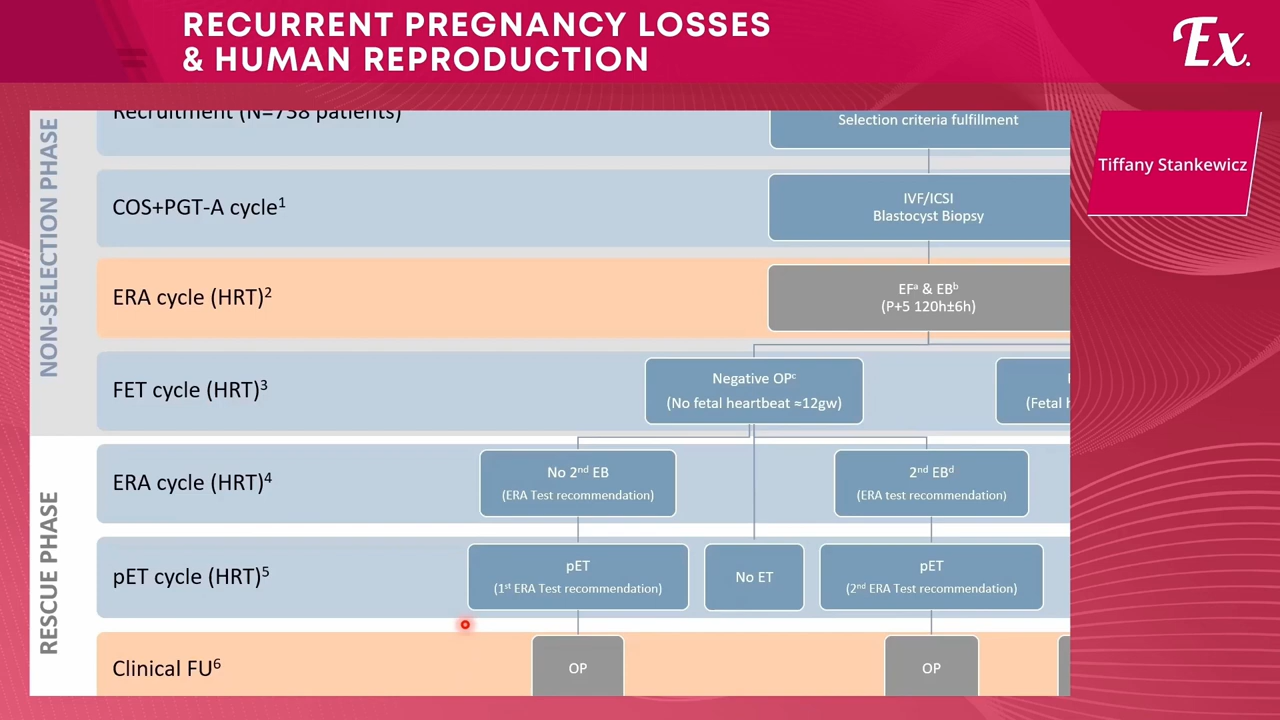 RECURRENT PREGNANCY LOSSES
& HUMAN REPRODUCTION
Ex.
Tiffany Stankewicz
NON-SELECTION PHASE
Recruitment (N=738 patients)
Selection criteria fulfillment
COS+PGT-A cycle¹
IVF/ICSI
Blastocyst Biopsy
ERA cycle (HRT)²
EFᵃ & EBᵇ
(P+5 120h±6h)
FET cycle (HRT)³
Negative OPᶜ
(No fetal heartbeat ≈12gw)
(Fetal
RESCUE PHASE
ERA cycle (HRT)⁴
No 2ⁿᵈ EB
(ERA Test recommendation)
2ⁿᵈ EBᵈ
(ERA test recommendation)
pET cycle (HRT)⁵
pET
(1ˢᵗ ERA Test recommendation)
No ET
pET
(2ⁿᵈ ERA Test recommendation)
Clinical FU⁶
OP
OP